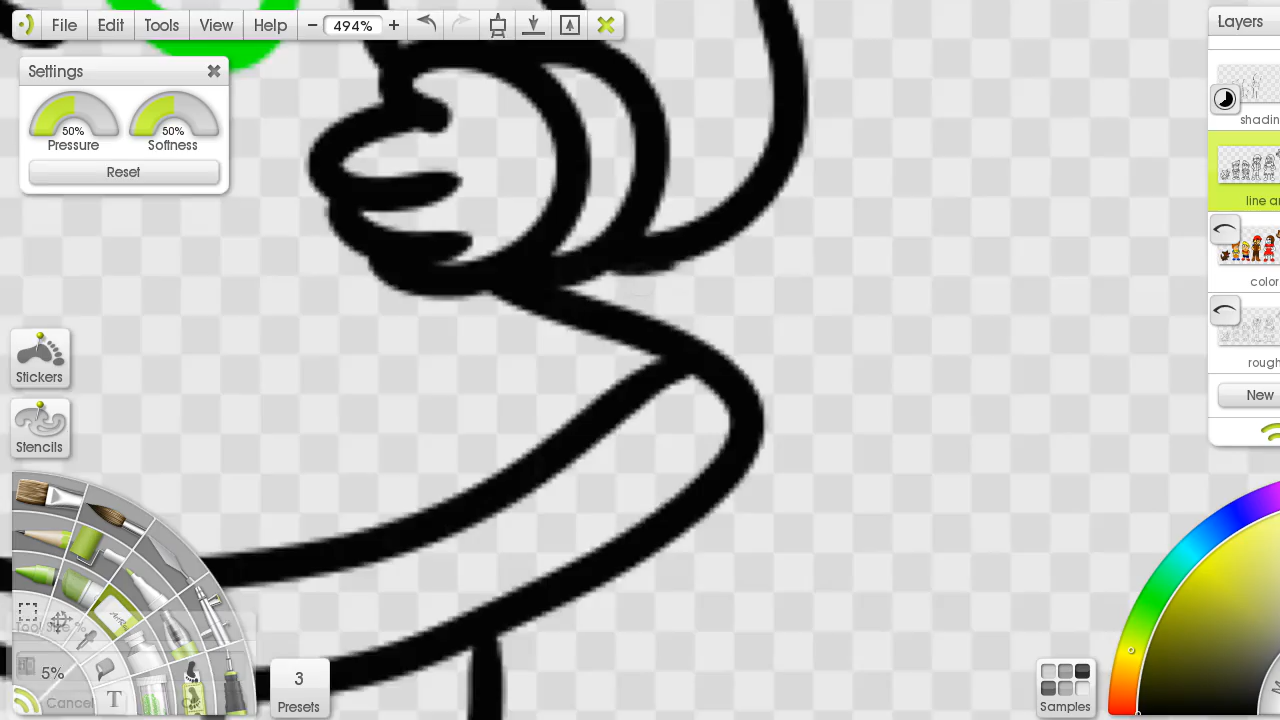 File Edit Tools View Help − 494% +
Layers
Settings
50% 50%
Pressure Softness
Reset
shadin
line ar
color
rough
New
Stickers
Stencils
5%
Cancel
T
3
Presets
Samples